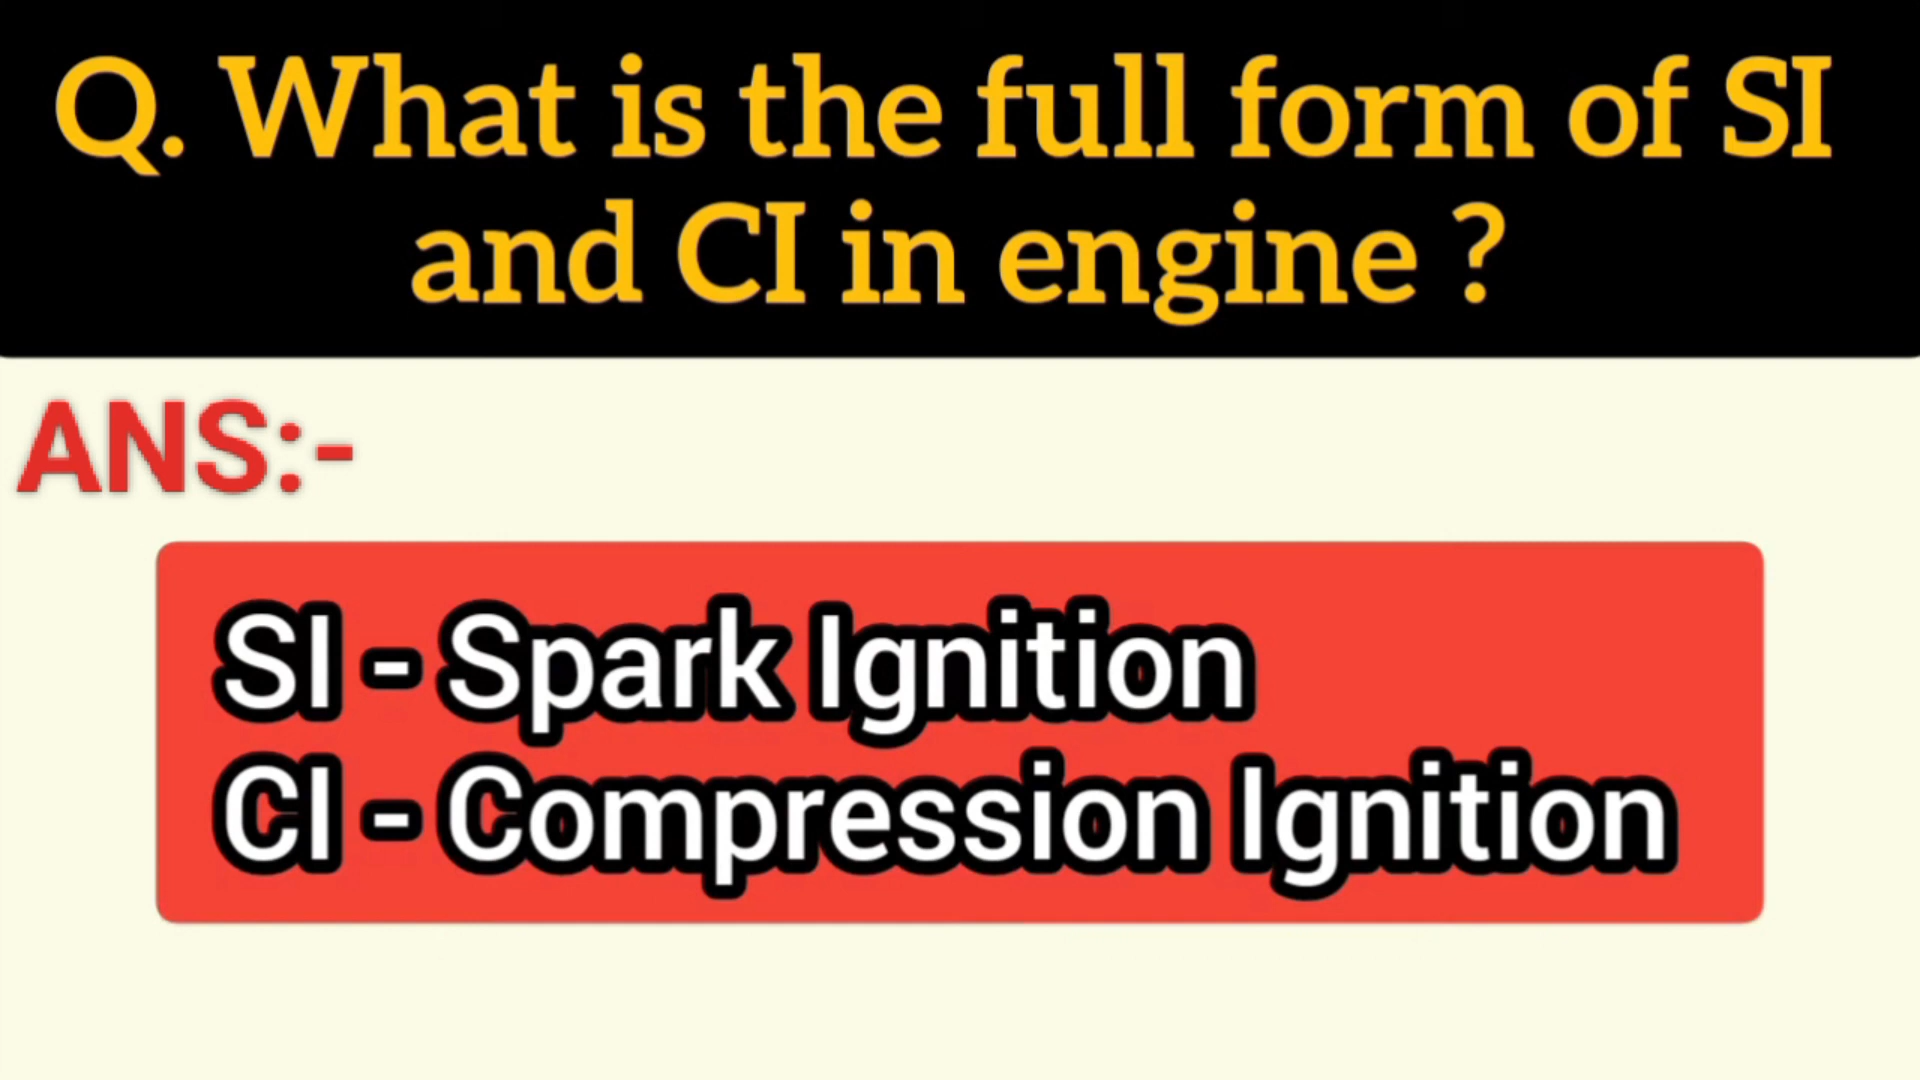 Q. What is the full form of SI
and CI in engine ?
ANS:-
SI - Spark Ignition
CI - Compression Ignition